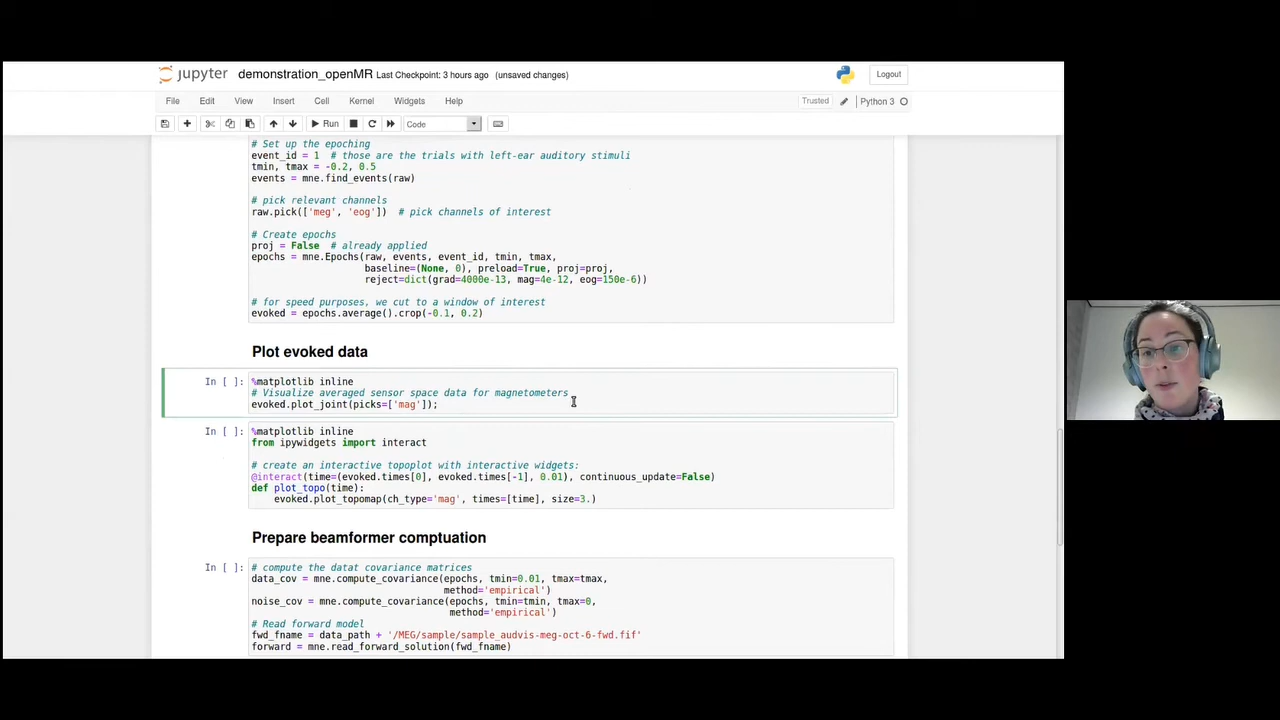 jupyter demonstration_openMR Last Checkpoint: 3 hours ago (unsaved changes)
Logout
File Edit View Insert Cell Kernel Widgets Help
Trusted
Python 3
Run
Code
# Set up the epoching
event_id = 1 # those are the trials with left-ear auditory stimuli
tmin, tmax = -0.2, 0.5
events = mne.find_events(raw)
# pick relevant channels
raw.pick(['meg', 'eog']) # pick channels of interest
# Create epochs
proj = False # already applied
epochs = mne.Epochs(raw, events, event_id, tmin, tmax,
baseline=(None, 0), preload=True, proj=proj,
reject=dict(grad=4000e-13, mag=4e-12, eog=150e-6))
# for speed purposes, we cut to a window of interest
evoked = epochs.average().crop(-0.1, 0.2)
Plot evoked data
In [ ]:
%matplotlib inline
# Visualize averaged sensor space data for magnetometers
evoked.plot_joint(picks=['mag']);
In [ ]:
%matplotlib inline
from ipywidgets import interact
# create an interactive topoplot with interactive widgets:
@interact(time=(evoked.times[0], evoked.times[-1], 0.01), continuous_update=False)
def plot_topo(time):
evoked.plot_topomap(ch_type='mag', times=[time], size=3.)
Prepare beamformer comptuation
In [ ]:
# compute the datat covariance matrices
data_cov = mne.compute_covariance(epochs, tmin=0.01, tmax=tmax,
method='empirical')
noise_cov = mne.compute_covariance(epochs, tmin=tmin, tmax=0,
method='empirical')
# Read forward model
fwd_fname = data_path + '/MEG/sample/sample_audvis-meg-oct-6-fwd.fif'
forward = mne.read_forward_solution(fwd_fname)